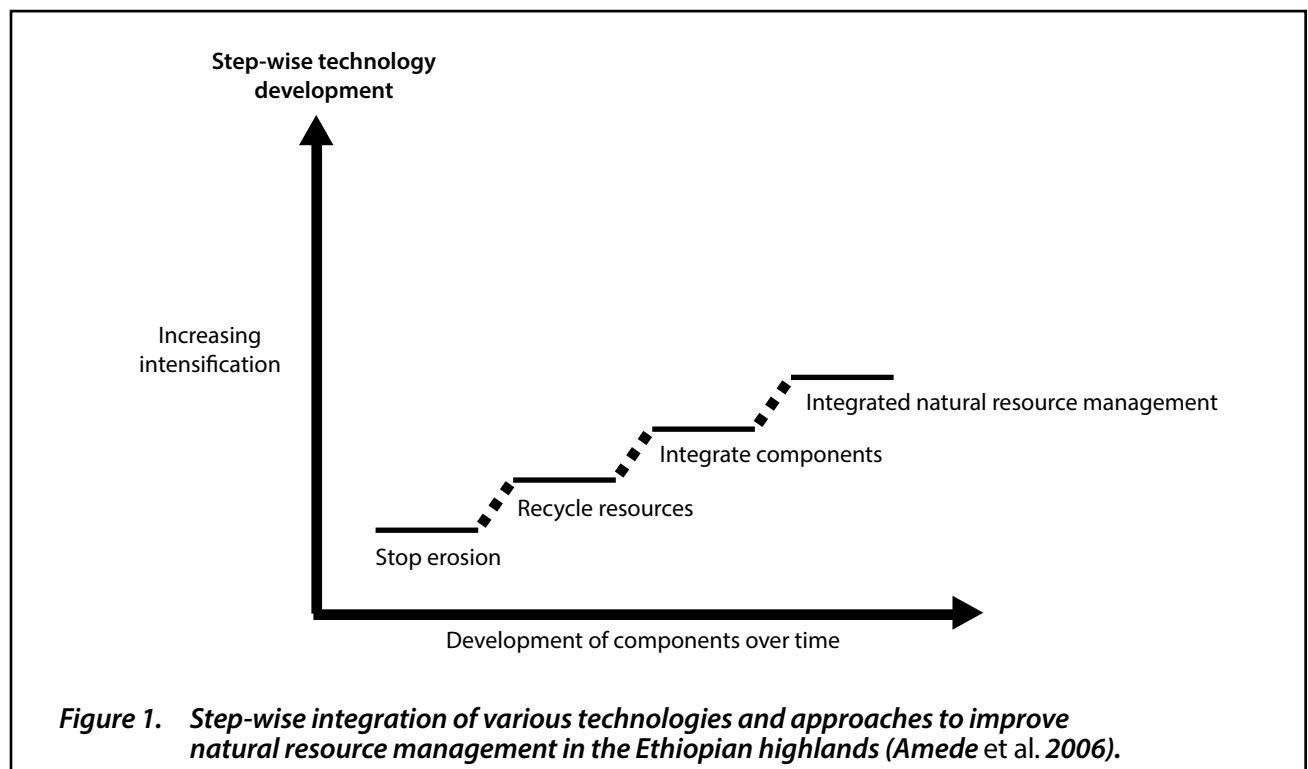 Step-wise technology
development
Increasing
intensification
Integrated natural resource management
Integrate components
Recycle resources
Stop erosion
Development of components over time
Figure 1. Step-wise integration of various technologies and approaches to improve
natural resource management in the Ethiopian highlands (Amede et al. 2006).